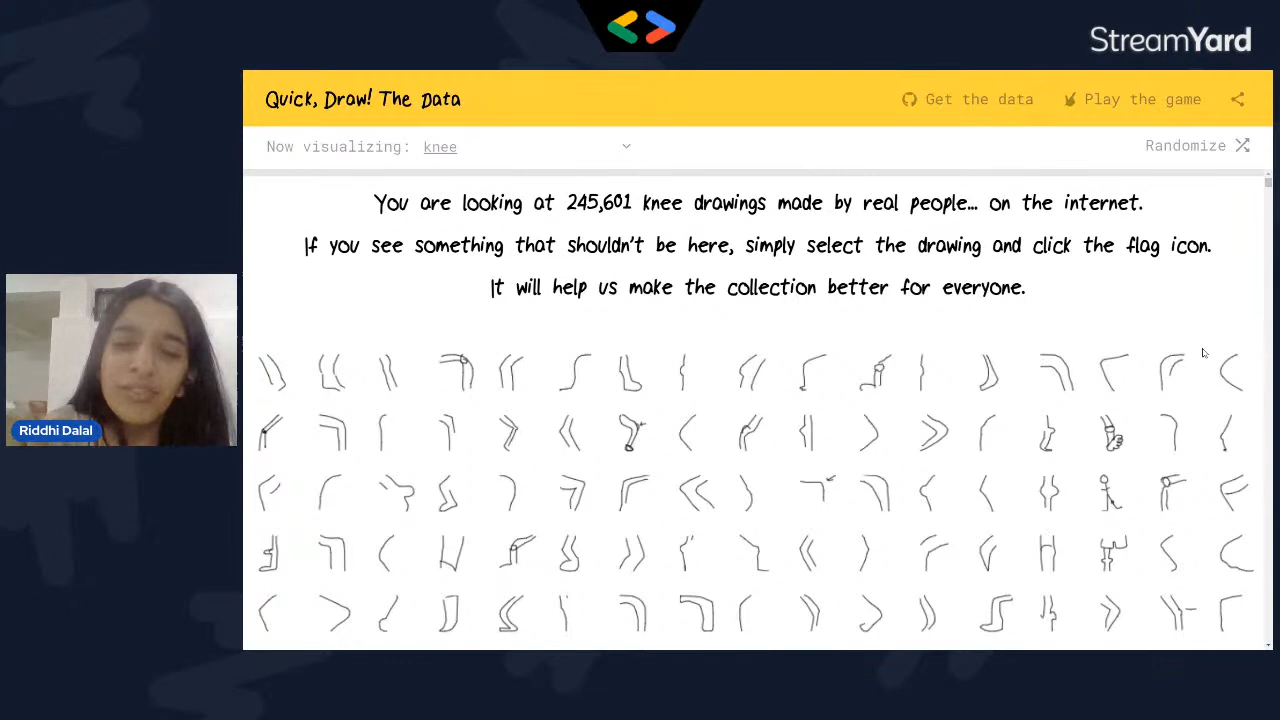 StreamYard
Quick, Draw! The Data
Get the data
Play the game
Now visualizing: knee
Randomize
You are looking at 245,601 knee drawings made by real people... on the internet.
If you see something that shouldn't be here, simply select the drawing and click the flag icon.
It will help us make the collection better for everyone.
Riddhi Dalal